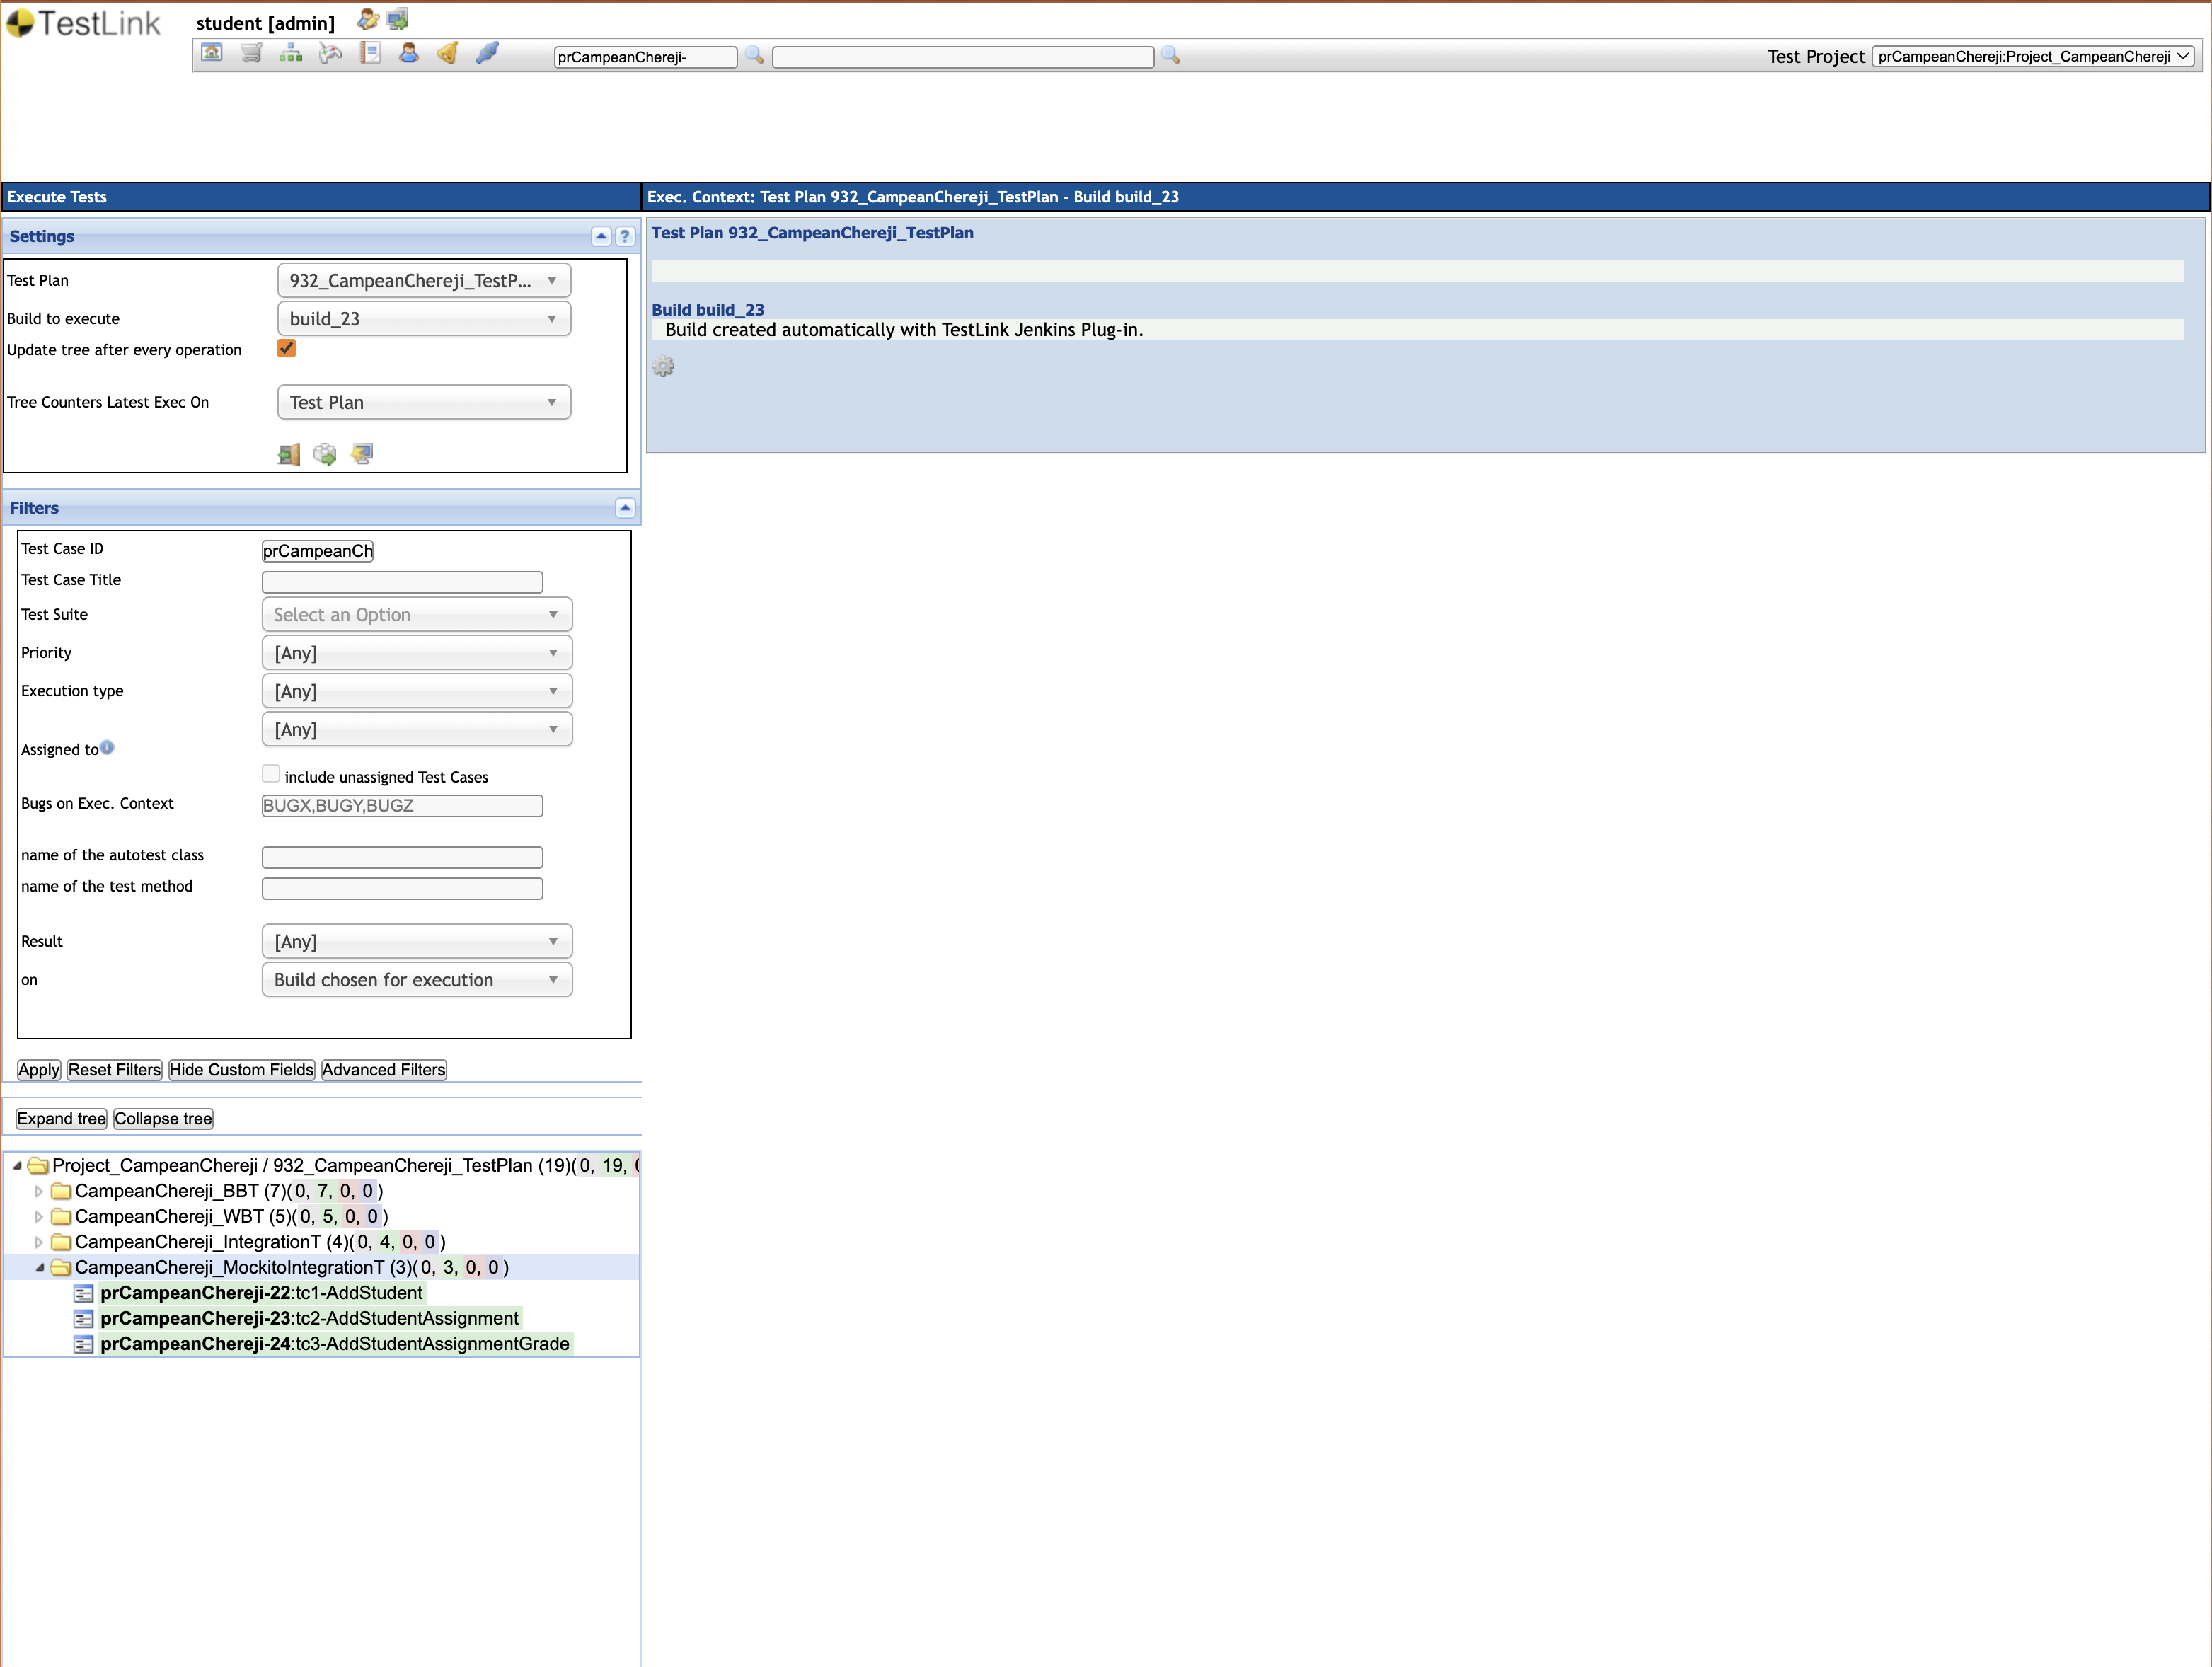 TestLink
student [admin]
prCampeanChereji-
Test Project prCampeanChereji:Project_CampeanChereji
Execute Tests
Exec. Context: Test Plan 932_CampeanChereji_TestPlan - Build build_23
Settings
?
Test Plan 932_CampeanChereji_TestP...
Build to execute build_23
Update tree after every operation
Tree Counters Latest Exec On Test Plan
Test Plan 932_CampeanChereji_TestPlan
Build build_23
Build created automatically with TestLink Jenkins Plug-in.
Filters
Test Case ID prCampeanCh
Test Case Title
Test Suite Select an Option
Priority [Any]
Execution type [Any]
[Any]
Assigned to
include unassigned Test Cases
Bugs on Exec. Context BUGX,BUGY,BUGZ
name of the autotest class
name of the test method
Result [Any]
on Build chosen for execution
Apply Reset Filters Hide Custom Fields Advanced Filters
Expand tree Collapse tree
Project_CampeanChereji / 932_CampeanChereji_TestPlan (19)(0, 19,
CampeanChereji_BBT (7)(0, 7, 0, 0)
CampeanChereji_WBT (5)(0, 5, 0, 0)
CampeanChereji_IntegrationT (4)(0, 4, 0, 0)
CampeanChereji_MockitoIntegrationT (3)(0, 3, 0, 0)
prCampeanChereji-22:tc1-AddStudent
prCampeanChereji-23:tc2-AddStudentAssignment
prCampeanChereji-24:tc3-AddStudentAssignmentGrade